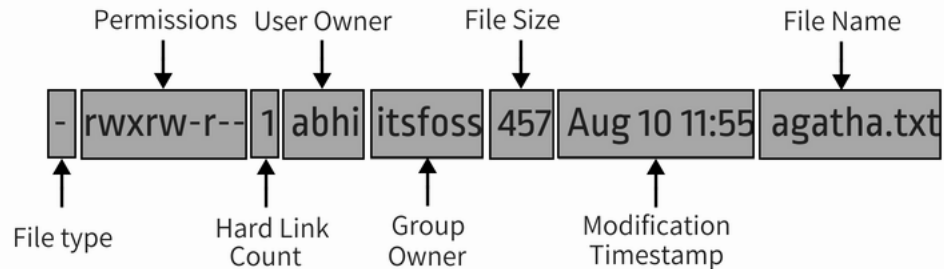 Permissions User Owner File Size File Name
- rwxrw-r-- 1 abhi itsfoss 457 Aug 10 11:55 agatha.txt
File type
Hard Link
Count
Group
Owner
Modification
Timestamp